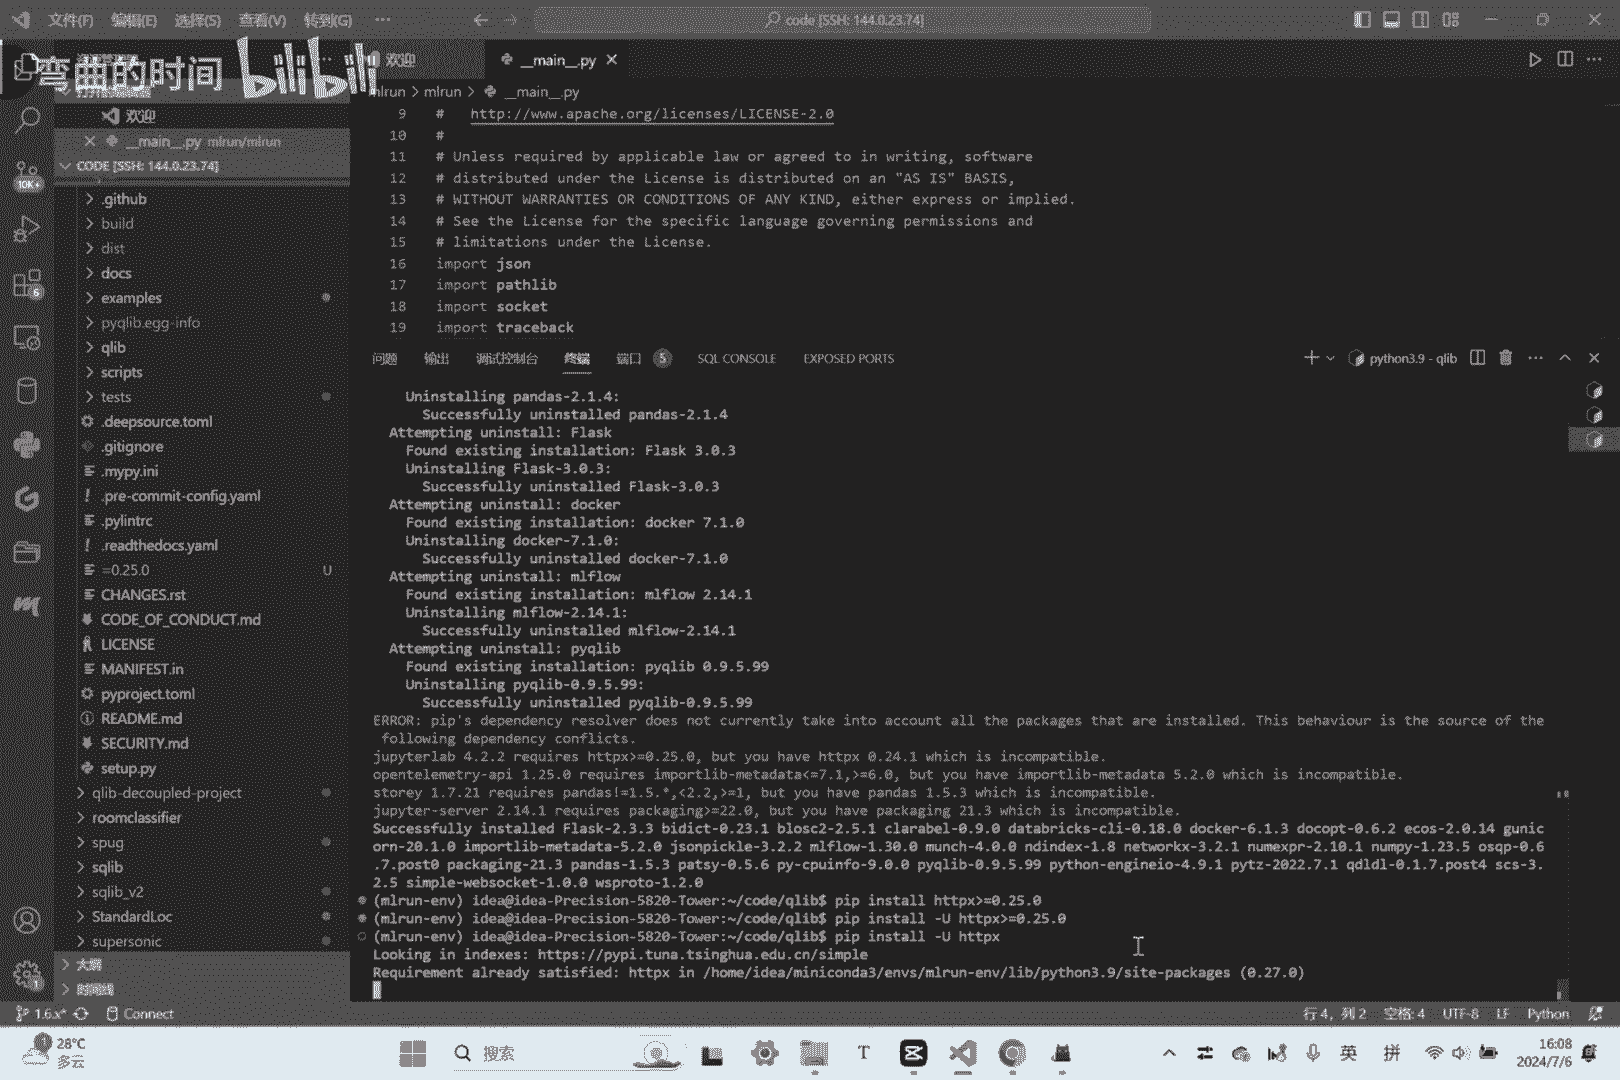 文件(F) 编辑(E) 选择(S) 查看(V) 转到(G) ···
code [SSH: 144.0.23.74]
弯曲的时间 bilibili
欢迎
__main__.py
mlrun > mlrun > __main__.py
欢迎
__main__.py mlrun/mlrun
CODE [SSH: 144.0.23.74]
10K+
.github
build
dist
docs
examples
pyqlib.egg-info
qlib
scripts
tests
.deepsource.toml
.gitignore
.mypy.ini
.pre-commit-config.yaml
.pylintrc
.readthedocs.yaml
=0.25.0 U
CHANGES.rst
CODE_OF_CONDUCT.md
LICENSE
MANIFEST.in
pyproject.toml
README.md
SECURITY.md
setup.py
qlib-decoupled-project
roomclassifier
spug
sqlib
sqlib_v2
StandardLoc
supersonic
大纲
时间线
9 # http://www.apache.org/licenses/LICENSE-2.0
10 #
11 # Unless required by applicable law or agreed to in writing, software
12 # distributed under the License is distributed on an "AS IS" BASIS,
13 # WITHOUT WARRANTIES OR CONDITIONS OF ANY KIND, either express or implied.
14 # See the License for the specific language governing permissions and
15 # limitations under the License.
16 import json
17 import pathlib
18 import socket
19 import traceback
问题 输出 调试控制台 终端 端口 5 SQL CONSOLE EXPOSED PORTS
python3.9 - qlib
Uninstalling pandas-2.1.4:
Successfully uninstalled pandas-2.1.4
Attempting uninstall: Flask
Found existing installation: Flask 3.0.3
Uninstalling Flask-3.0.3:
Successfully uninstalled Flask-3.0.3
Attempting uninstall: docker
Found existing installation: docker 7.1.0
Uninstalling docker-7.1.0:
Successfully uninstalled docker-7.1.0
Attempting uninstall: mlflow
Found existing installation: mlflow 2.14.1
Uninstalling mlflow-2.14.1:
Successfully uninstalled mlflow-2.14.1
Attempting uninstall: pyqlib
Found existing installation: pyqlib 0.9.5.99
Uninstalling pyqlib-0.9.5.99:
Successfully uninstalled pyqlib-0.9.5.99
ERROR: pip's dependency resolver does not currently take into account all the packages that are installed. This behaviour is the source of the
following dependency conflicts.
jupyterlab 4.2.2 requires httpx>=0.25.0, but you have httpx 0.24.1 which is incompatible.
opentelemetry-api 1.25.0 requires importlib-metadata<=7.1,>=6.0, but you have importlib-metadata 5.2.0 which is incompatible.
storey 1.7.21 requires pandas!=1.5.*,<2.2,>=1, but you have pandas 1.5.3 which is incompatible.
jupyter-server 2.14.1 requires packaging>=22.0, but you have packaging 21.3 which is incompatible.
Successfully installed Flask-2.3.3 bidict-0.23.1 blosc2-2.5.1 clarabel-0.9.0 databricks-cli-0.18.0 docker-6.1.3 docopt-0.6.2 ecos-2.0.14 gunic
orn-20.1.0 importlib-metadata-5.2.0 jsonpickle-3.2.2 mlflow-1.30.0 munch-4.0.0 ndindex-1.8 networkx-3.2.1 numexpr-2.10.1 numpy-1.23.5 osqp-0.6
.7.post0 packaging-21.3 pandas-1.5.3 patsy-0.5.6 py-cpuinfo-9.0.0 pyqlib-0.9.5.99 python-engineio-4.9.1 pytz-2022.7.1 qdldl-0.1.7.post4 scs-3.
2.5 simple-websocket-1.0.0 wsproto-1.2.0
(mlrun-env) idea@idea-Precision-5820-Tower:~/code/qlib$ pip install httpx>=0.25.0
(mlrun-env) idea@idea-Precision-5820-Tower:~/code/qlib$ pip install -U httpx>=0.25.0
(mlrun-env) idea@idea-Precision-5820-Tower:~/code/qlib$ pip install -U httpx
Looking in indexes: https://pypi.tuna.tsinghua.edu.cn/simple
Requirement already satisfied: httpx in /home/idea/miniconda3/envs/mlrun-env/lib/python3.9/site-packages (0.27.0)
1.6.x* Connect 行 4, 列 2 空格: 4 UTF-8 LF Python
28°C
多云
搜索
英 拼
16:08
2024/7/6